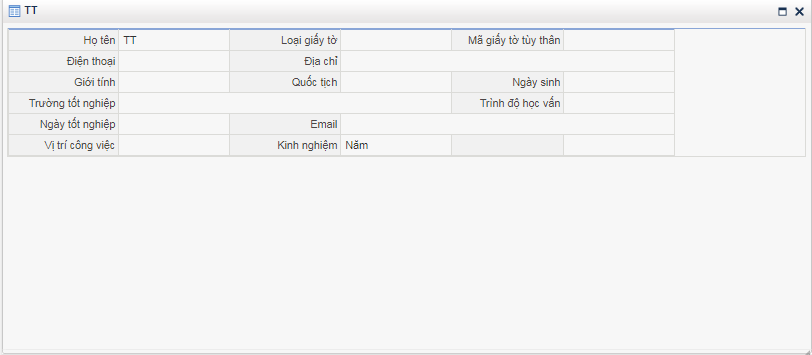 TT
Họ tên TT Loại giấy tờ Mã giấy tờ tùy thân
Điện thoại Địa chỉ
Giới tính Quốc tịch Ngày sinh
Trường tốt nghiệp Trình độ học vấn
Ngày tốt nghiệp Email
Vị trí công việc Kinh nghiệm Năm